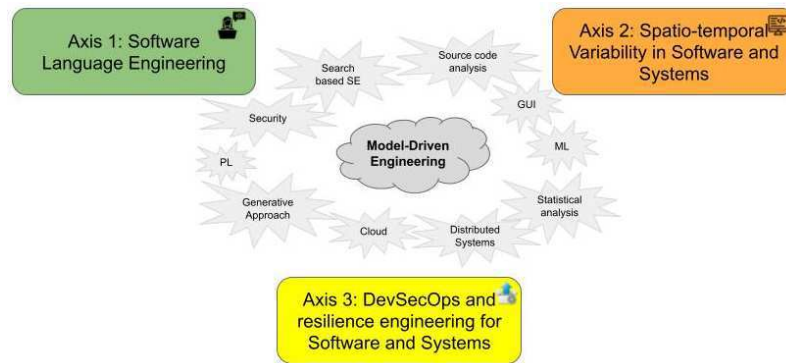 Axis 1: Software
Language Engineering
Axis 2: Spatio-temporal
Variability in Software and
Systems
Search
based SE
Source code
analysis
Security
GUI
Model-Driven
Engineering
PL
ML
Generative
Approach
Statistical
analysis
Cloud
Distributed
Systems
Axis 3: DevSecOps and
resilience engineering for
Software and Systems